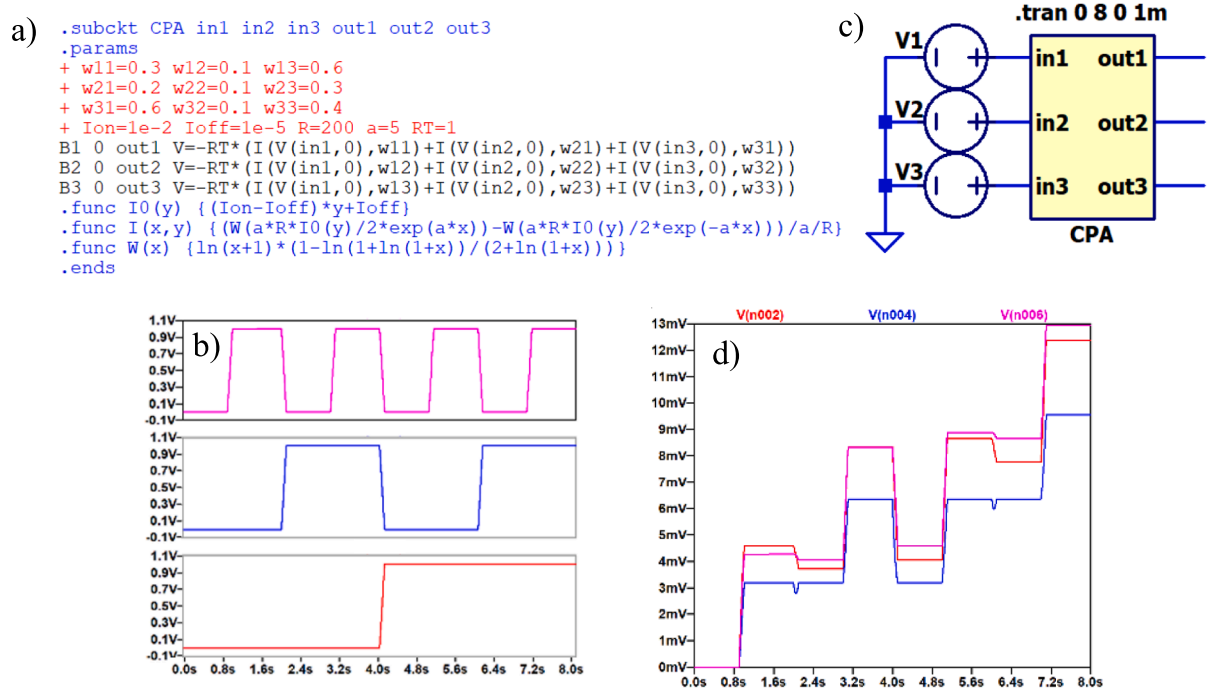 a)
.subckt CPA in1 in2 in3 out1 out2 out3
.params
+ w11=0.3 w12=0.1 w13=0.6
+ w21=0.2 w22=0.1 w23=0.3
+ w31=0.6 w32=0.1 w33=0.4
+ Ion=1e-2 Ioff=1e-5 R=200 a=5 RT=1
B1 0 out1 V=-RT*(I(V(in1,0),w11)+I(V(in2,0),w21)+I(V(in3,0),w31))
B2 0 out2 V=-RT*(I(V(in1,0),w12)+I(V(in2,0),w22)+I(V(in3,0),w32))
B3 0 out3 V=-RT*(I(V(in1,0),w13)+I(V(in2,0),w23)+I(V(in3,0),w33))
.func I0(y) {(Ion-Ioff)*y+Ioff}
.func I(x,y) {(W(a*R*I0(y)/2*exp(a*x))-W(a*R*I0(y)/2*exp(-a*x)))/a/R}
.func W(x) {ln(x+1)*(1-ln(1+ln(1+x))/(2+ln(1+x)))}
.ends
c)
.tran 0 8 0 1m
V1
in1 out1
V2
in2 out2
V3
in3 out3
CPA
b)
1.1V
0.9V
0.7V
0.5V
0.3V
0.1V
-0.1V
1.1V
0.9V
0.7V
0.5V
0.3V
0.1V
-0.1V
1.1V
0.9V
0.7V
0.5V
0.3V
0.1V
-0.1V
0.0s 0.8s 1.6s 2.4s 3.2s 4.0s 4.8s 5.6s 6.4s 7.2s 8.0s
d)
V(n002) V(n004) V(n006)
13mV
12mV
11mV
10mV
9mV
8mV
7mV
6mV
5mV
4mV
3mV
2mV
1mV
0mV
0.0s 0.8s 1.6s 2.4s 3.2s 4.0s 4.8s 5.6s 6.4s 7.2s 8.0s